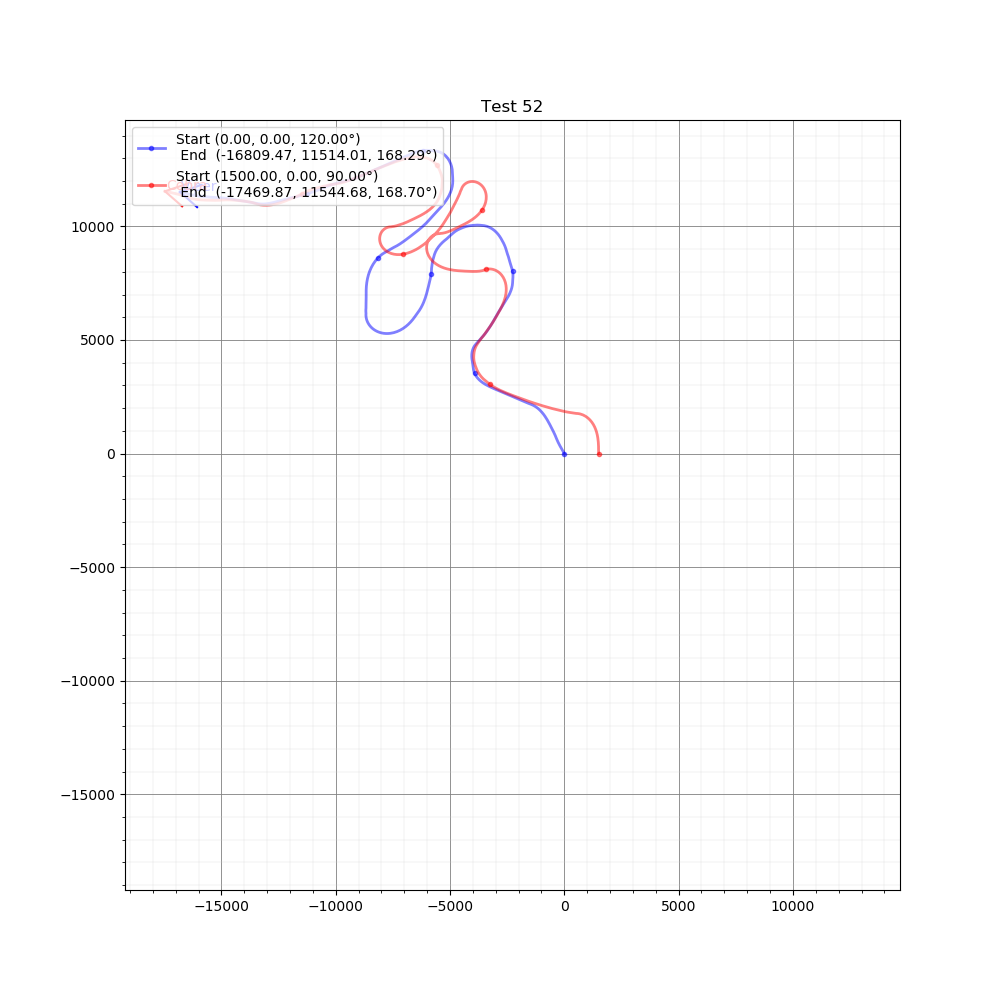 Test 52
Start (0.00, 0.00, 120.00°)
End (-16809.47, 11514.01, 168.29°)
Start (1500.00, 0.00, 90.00°)
End (-17469.87, 11544.68, 168.70°)
10000
5000
0
−5000
−10000
−15000
−15000
−10000
−5000
0
5000
10000